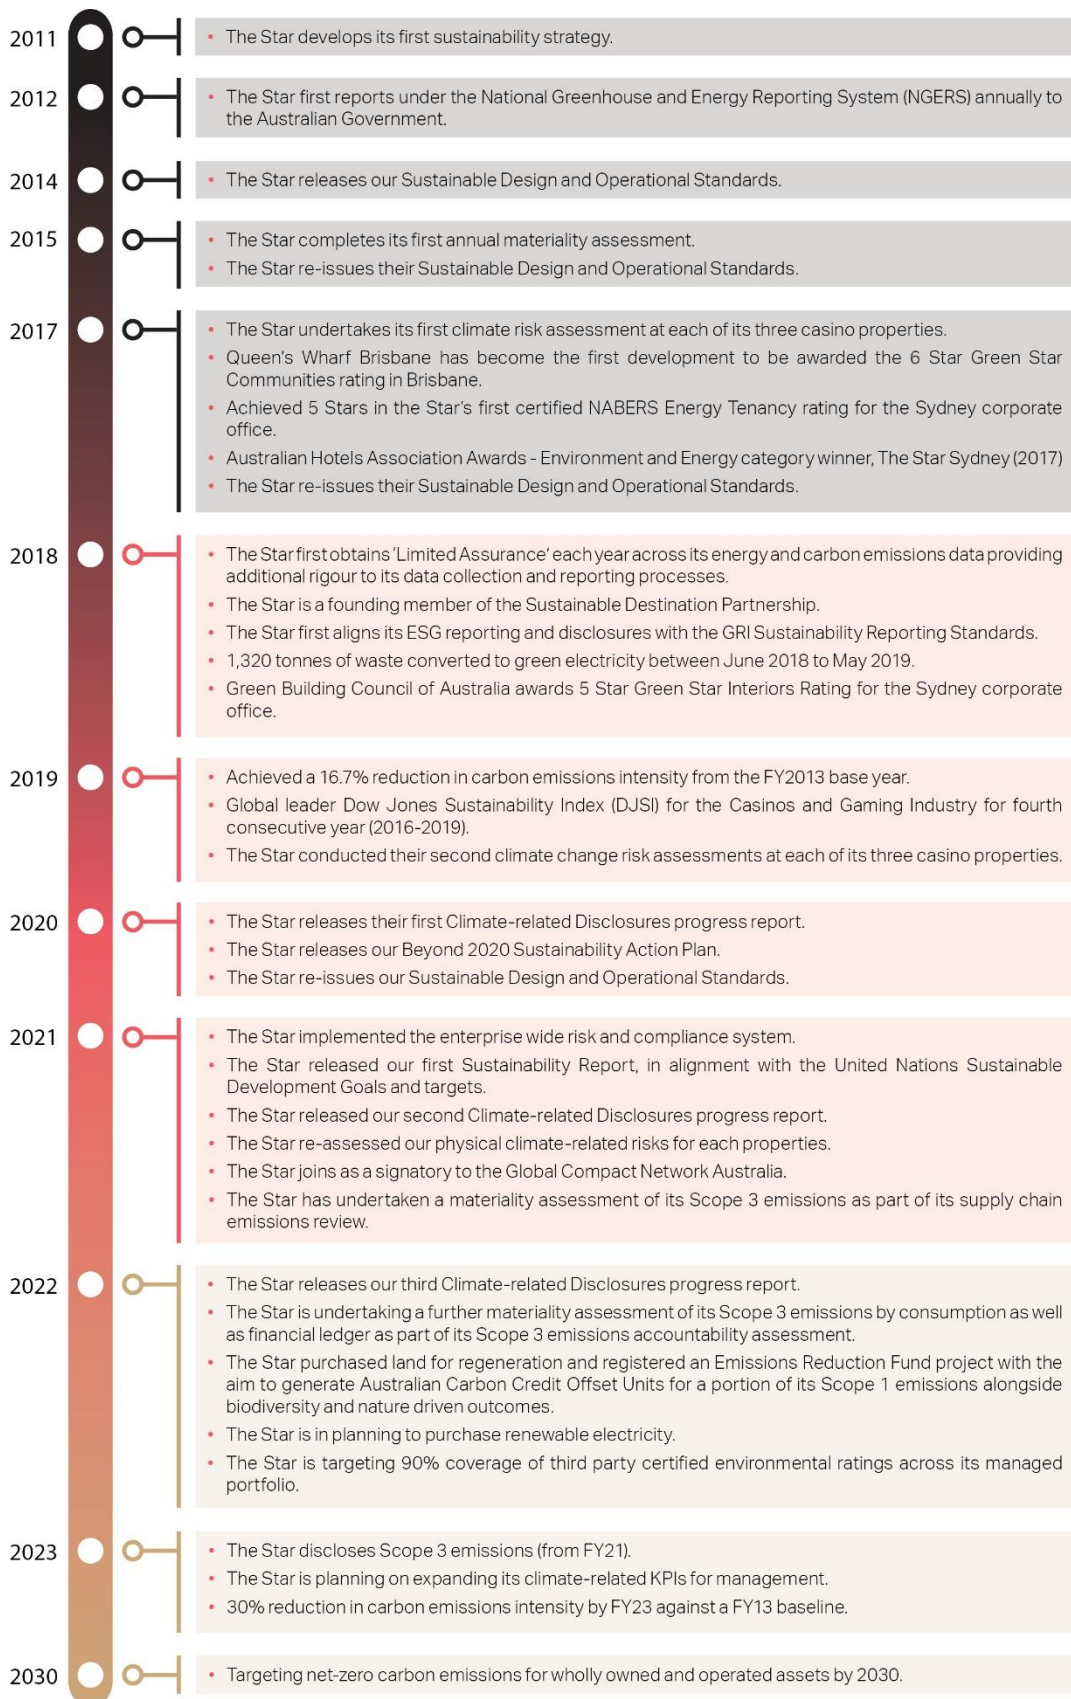 2011
• The Star develops its first sustainability strategy.
2012
• The Star first reports under the National Greenhouse and Energy Reporting System (NGERS) annually to
the Australian Government.
2014
• The Star releases our Sustainable Design and Operational Standards.
2015
• The Star completes its first annual materiality assessment.
• The Star re-issues their Sustainable Design and Operational Standards.
2017
• The Star undertakes its first climate risk assessment at each of its three casino properties.
• Queen's Wharf Brisbane has become the first development to be awarded the 6 Star Green Star
Communities rating in Brisbane.
• Achieved 5 Stars in the Star's first certified NABERS Energy Tenancy rating for the Sydney corporate
office.
• Australian Hotels Association Awards - Environment and Energy category winner, The Star Sydney (2017)
• The Star re-issues their Sustainable Design and Operational Standards.
2018
• The Star first obtains 'Limited Assurance' each year across its energy and carbon emissions data providing
additional rigour to its data collection and reporting processes.
• The Star is a founding member of the Sustainable Destination Partnership.
• The Star first aligns its ESG reporting and disclosures with the GRI Sustainability Reporting Standards.
• 1,320 tonnes of waste converted to green electricity between June 2018 to May 2019.
• Green Building Council of Australia awards 5 Star Green Star Interiors Rating for the Sydney corporate
office.
2019
• Achieved a 16.7% reduction in carbon emissions intensity from the FY2013 base year.
• Global leader Dow Jones Sustainability Index (DJSI) for the Casinos and Gaming Industry for fourth
consecutive year (2016-2019).
• The Star conducted their second climate change risk assessments at each of its three casino properties.
2020
• The Star releases their first Climate-related Disclosures progress report.
• The Star releases our Beyond 2020 Sustainability Action Plan.
• The Star re-issues our Sustainable Design and Operational Standards.
2021
• The Star implemented the enterprise wide risk and compliance system.
• The Star released our first Sustainability Report, in alignment with the United Nations Sustainable
Development Goals and targets.
• The Star released our second Climate-related Disclosures progress report.
• The Star re-assessed our physical climate-related risks for each properties.
• The Star joins as a signatory to the Global Compact Network Australia.
• The Star has undertaken a materiality assessment of its Scope 3 emissions as part of its supply chain
emissions review.
2022
• The Star releases our third Climate-related Disclosures progress report.
• The Star is undertaking a further materiality assessment of its Scope 3 emissions by consumption as well
as financial ledger as part of its Scope 3 emissions accountability assessment.
• The Star purchased land for regeneration and registered an Emissions Reduction Fund project with the
aim to generate Australian Carbon Credit Offset Units for a portion of its Scope 1 emissions alongside
biodiversity and nature driven outcomes.
• The Star is in planning to purchase renewable electricity.
• The Star is targeting 90% coverage of third party certified environmental ratings across its managed
portfolio.
2023
• The Star discloses Scope 3 emissions (from FY21).
• The Star is planning on expanding its climate-related KPIs for management.
• 30% reduction in carbon emissions intensity by FY23 against a FY13 baseline.
2030
• Targeting net-zero carbon emissions for wholly owned and operated assets by 2030.